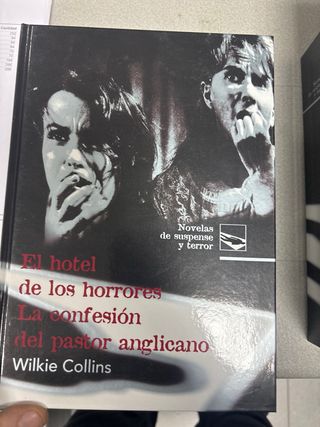 Novelas
de suspense
y terror
El hotel
de los horrores
La confesión
del pastor anglicano
Wilkie Collins